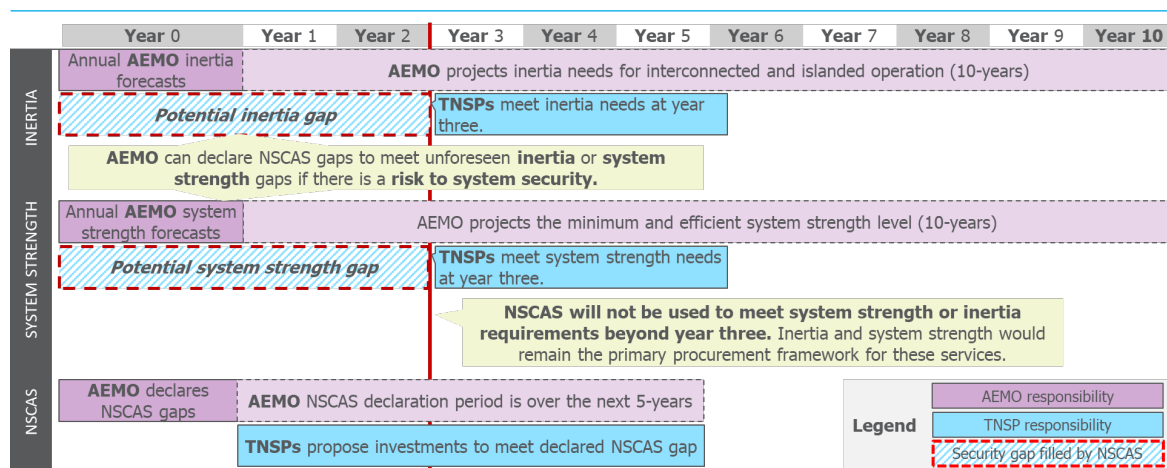 Year 0 Year 1 Year 2 Year 3 Year 4 Year 5 Year 6 Year 7 Year 8 Year 9 Year 10
INERTIA
Annual AEMO inertia
forecasts
AEMO projects inertia needs for interconnected and islanded operation (10-years)
Potential inertia gap
TNSPs meet inertia needs at year
three.
AEMO can declare NSCAS gaps to meet unforeseen inertia or system
strength gaps if there is a risk to system security.
SYSTEM STRENGTH
Annual AEMO system
strength forecasts
AEMO projects the minimum and efficient system strength level (10-years)
Potential system strength gap
TNSPs meet system strength needs
at year three.
NSCAS will not be used to meet system strength or inertia
requirements beyond year three. Inertia and system strength would
remain the primary procurement framework for these services.
NSCAS
AEMO declares
NSCAS gaps
AEMO NSCAS declaration period is over the next 5-years
TNSPs propose investments to meet declared NSCAS gap
Legend
AEMO responsibility
TNSP responsibility
Security gap filled by NSCAS